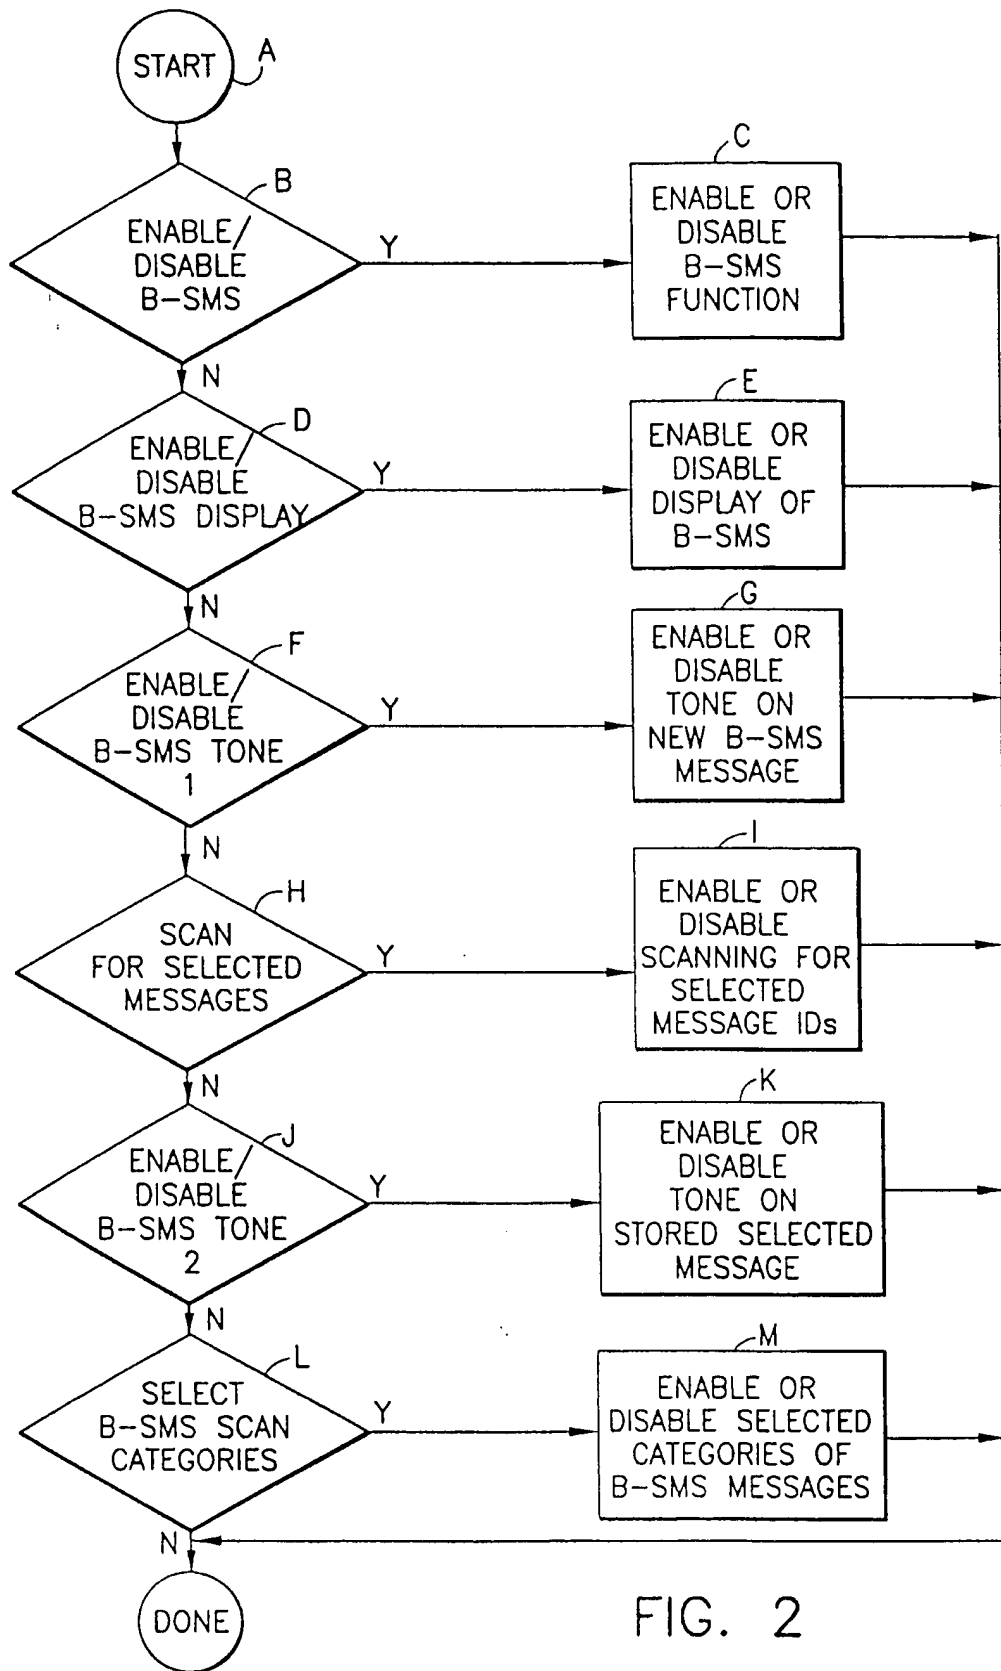 START
A
B
ENABLE/
DISABLE
B-SMS
Y
N
C
ENABLE OR
DISABLE
B-SMS
FUNCTION
D
ENABLE/
DISABLE
B-SMS DISPLAY
Y
N
E
ENABLE OR
DISABLE
DISPLAY OF
B-SMS
F
ENABLE/
DISABLE
B-SMS TONE
1
Y
N
G
ENABLE OR
DISABLE
TONE ON
NEW B-SMS
MESSAGE
H
SCAN
FOR SELECTED
MESSAGES
Y
N
I
ENABLE OR
DISABLE
SCANNING FOR
SELECTED
MESSAGE IDs
J
ENABLE/
DISABLE
B-SMS TONE
2
Y
N
K
ENABLE OR
DISABLE
TONE ON
STORED SELECTED
MESSAGE
L
SELECT
B-SMS SCAN
CATEGORIES
Y
N
M
ENABLE OR
DISABLE SELECTED
CATEGORIES OF
B-SMS MESSAGES
DONE
FIG. 2